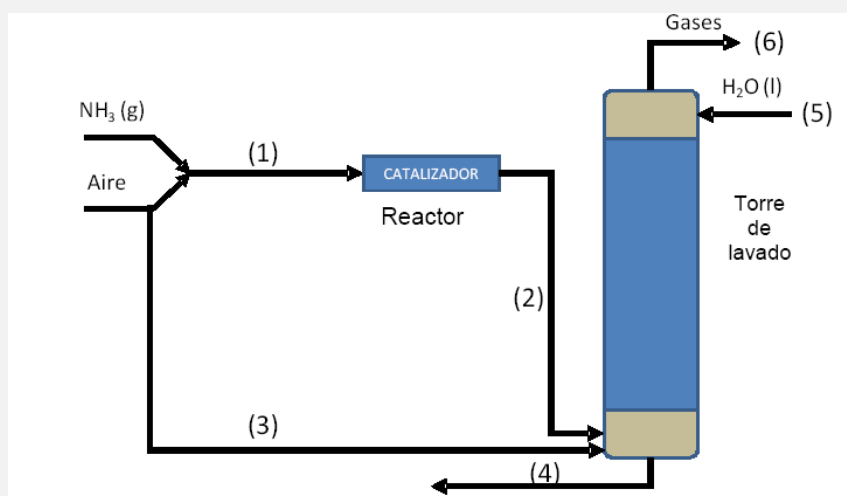 Gases
(6)
H₂O (l)
(5)
NH₃ (g)
(1)
Aire
CATALIZADOR
Reactor
Torre
de
lavado
(2)
(3)
(4)